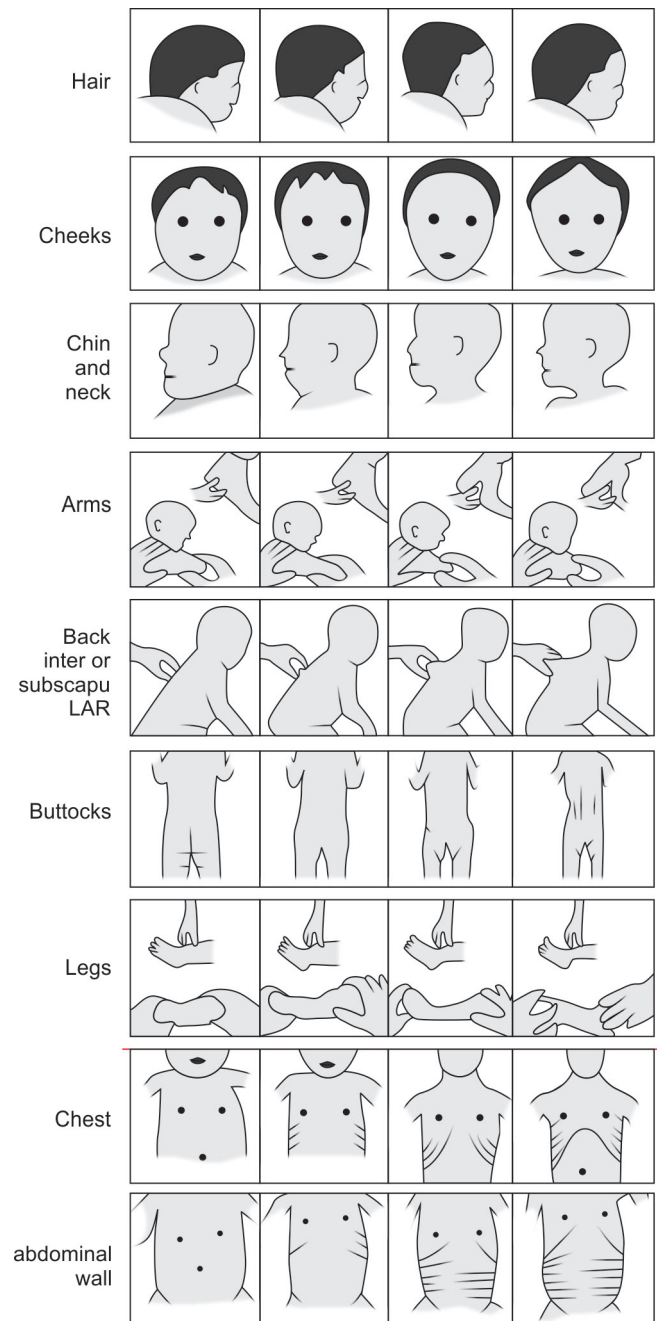 Hair
Cheeks
Chin
and
neck
Arms
Back
inter or
subscapu
LAR
Buttocks
Legs
Chest
abdominal
wall